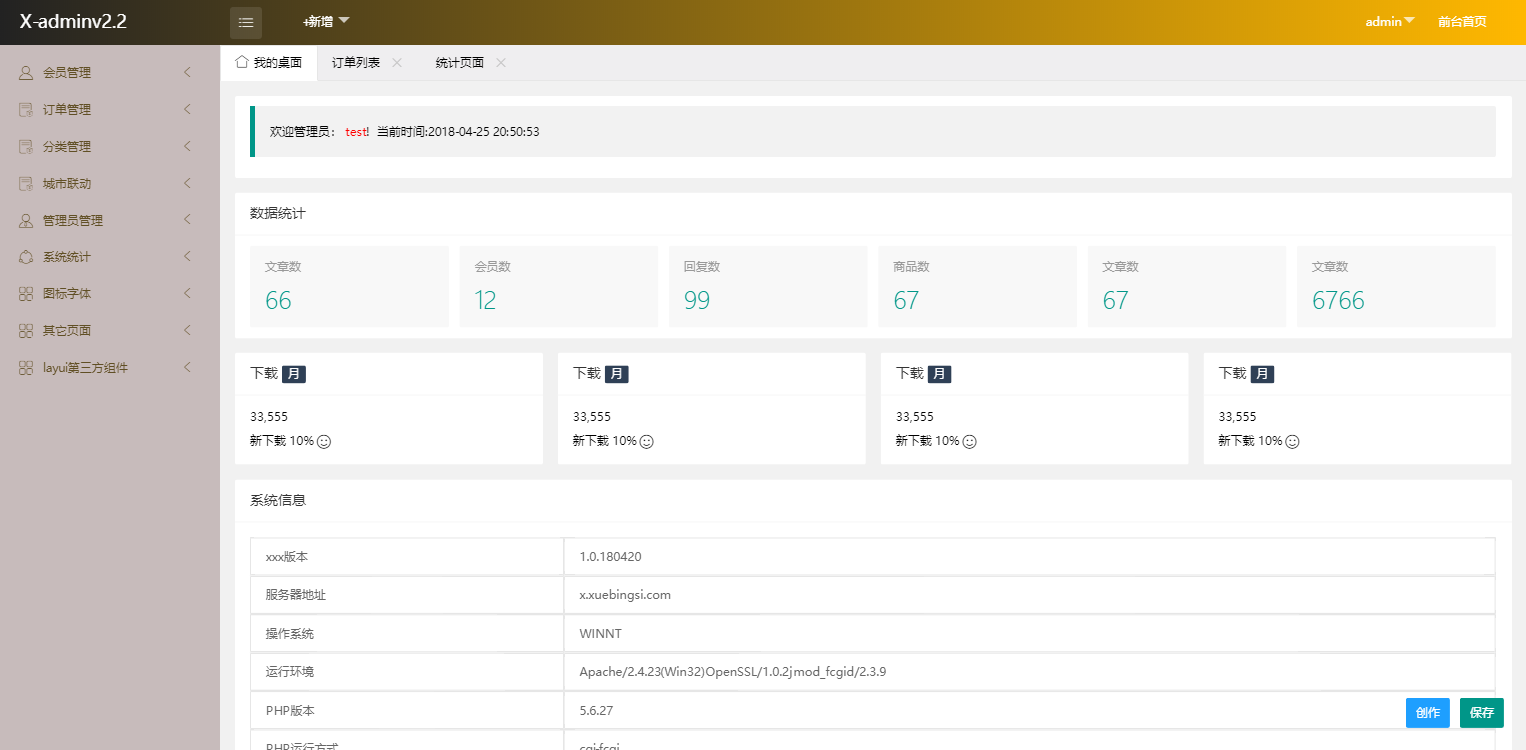 X-adminv2.2
+新增
admin
前台首页
会员管理
订单管理
分类管理
城市联动
管理员管理
系统统计
图标字体
其它页面
layui第三方组件
我的桌面
订单列表
统计页面
欢迎管理员： test! 当前时间:2018-04-25 20:50:53
数据统计
文章数 会员数 回复数 商品数 文章数 文章数
66 12 99 67 67 6766
下载 月 下载 月 下载 月 下载 月
33,555 33,555 33,555 33,555
新下载 10% 新下载 10% 新下载 10% 新下载 10%
系统信息
xxx版本 1.0.180420
服务器地址 x.xuebingsi.com
操作系统 WINNT
运行环境 Apache/2.4.23(Win32)OpenSSL/1.0.2jmod_fcgid/2.3.9
PHP版本 5.6.27
创作 保存
PHP运行方式 cgi-fcgi